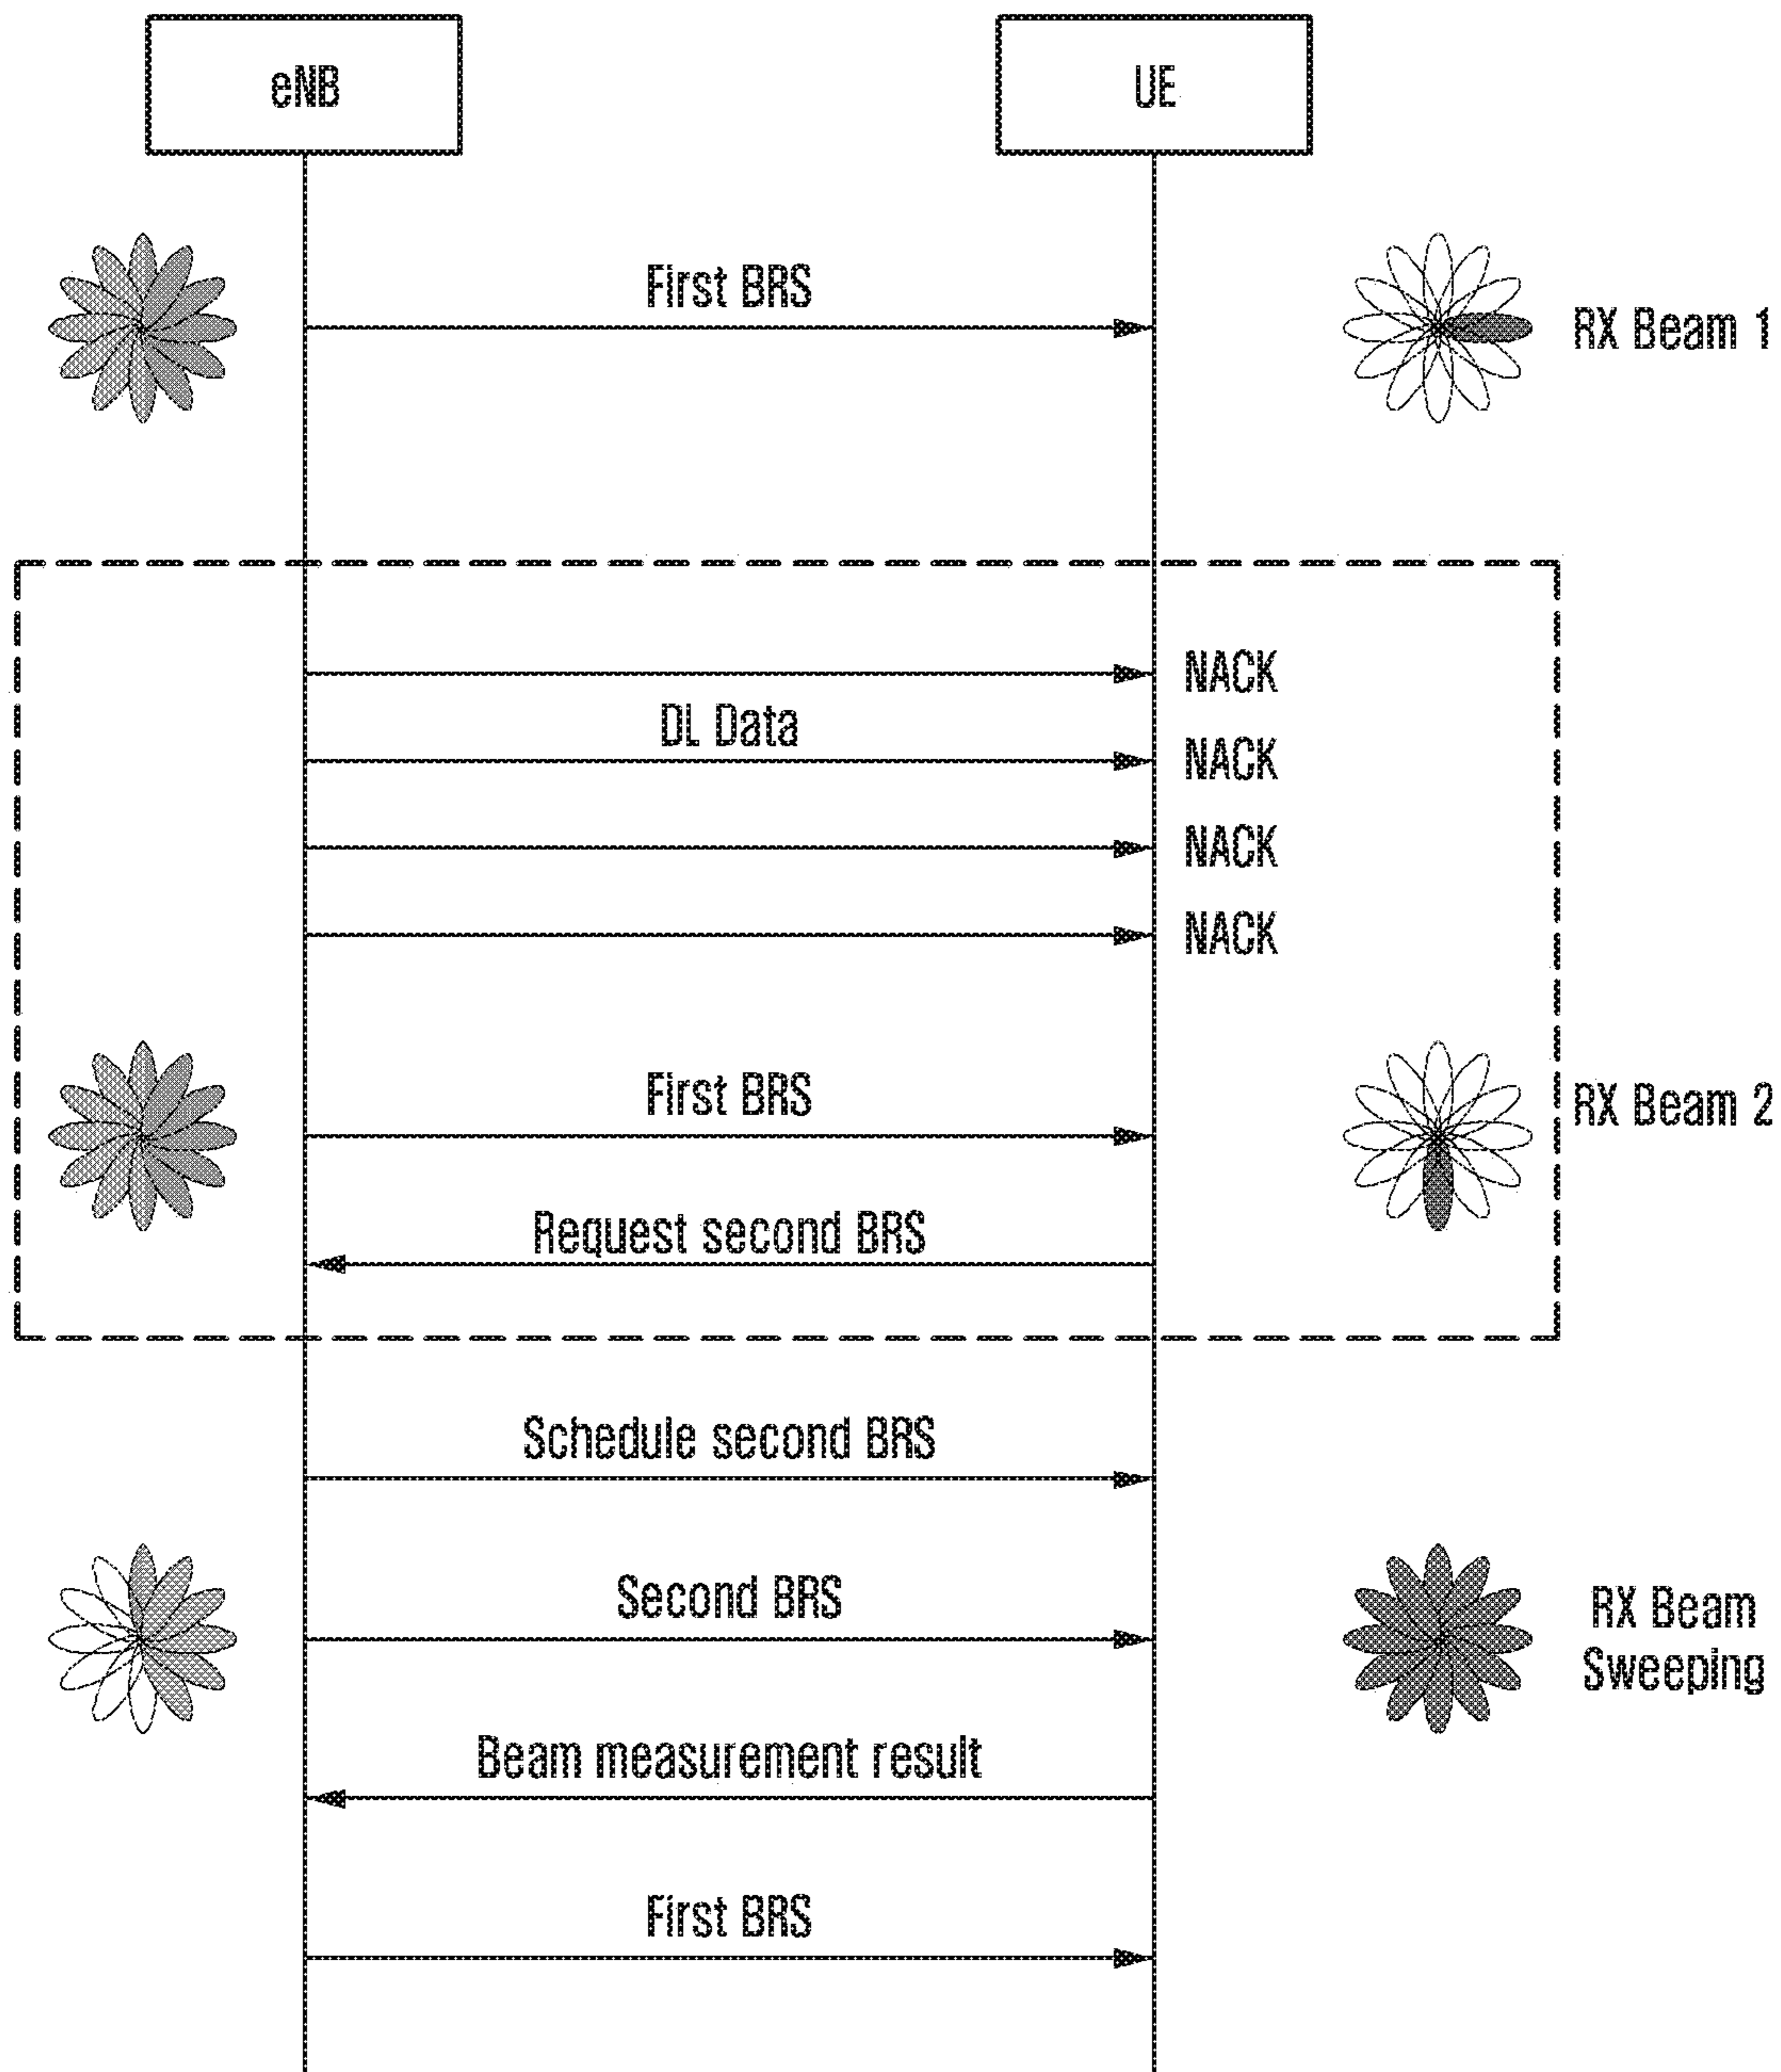 eNB
UE
First BRS
RX Beam 1
NACK
DL Data
NACK
NACK
NACK
First BRS
RX Beam 2
Request second BRS
Schedule second BRS
Second BRS
RX Beam
Sweeping
Beam measurement result
First BRS